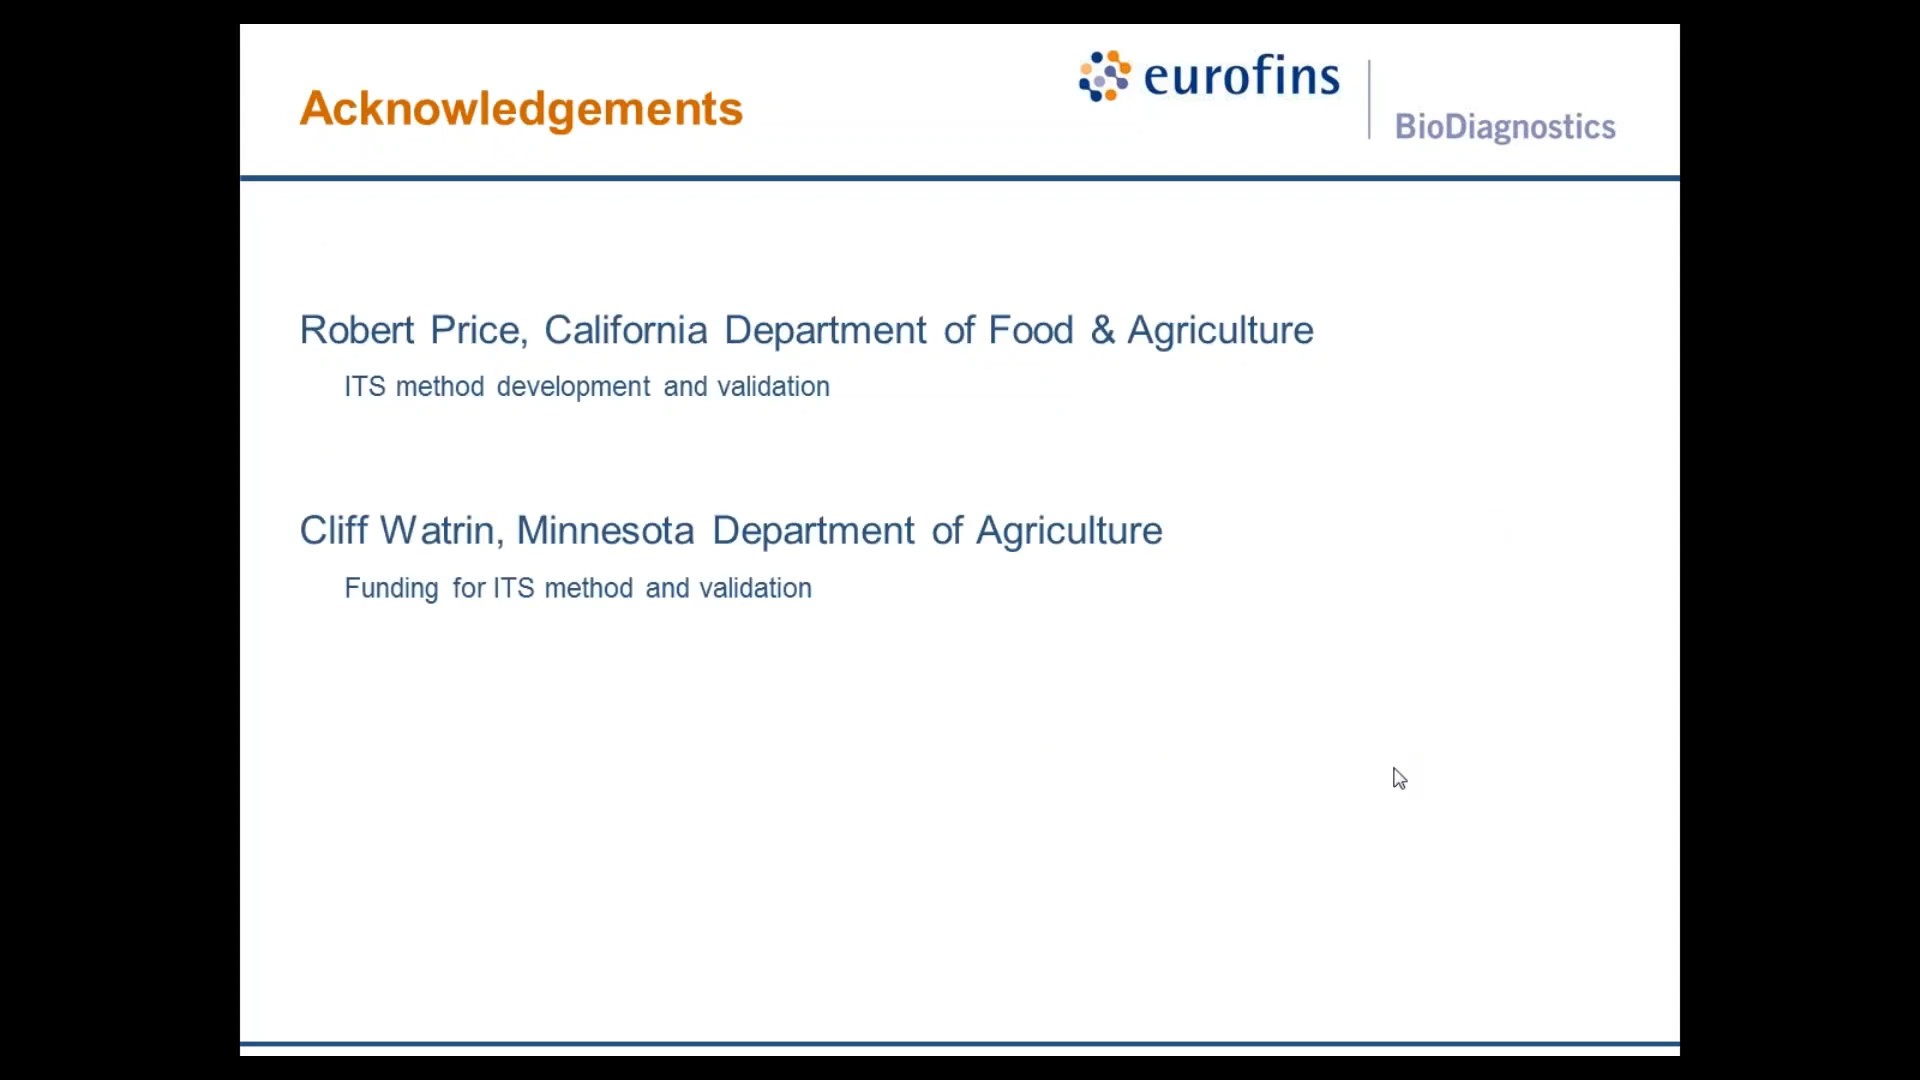 Acknowledgements
eurofins
BioDiagnostics
Robert Price, California Department of Food & Agriculture
ITS method development and validation
Cliff Watrin, Minnesota Department of Agriculture
Funding for ITS method and validation